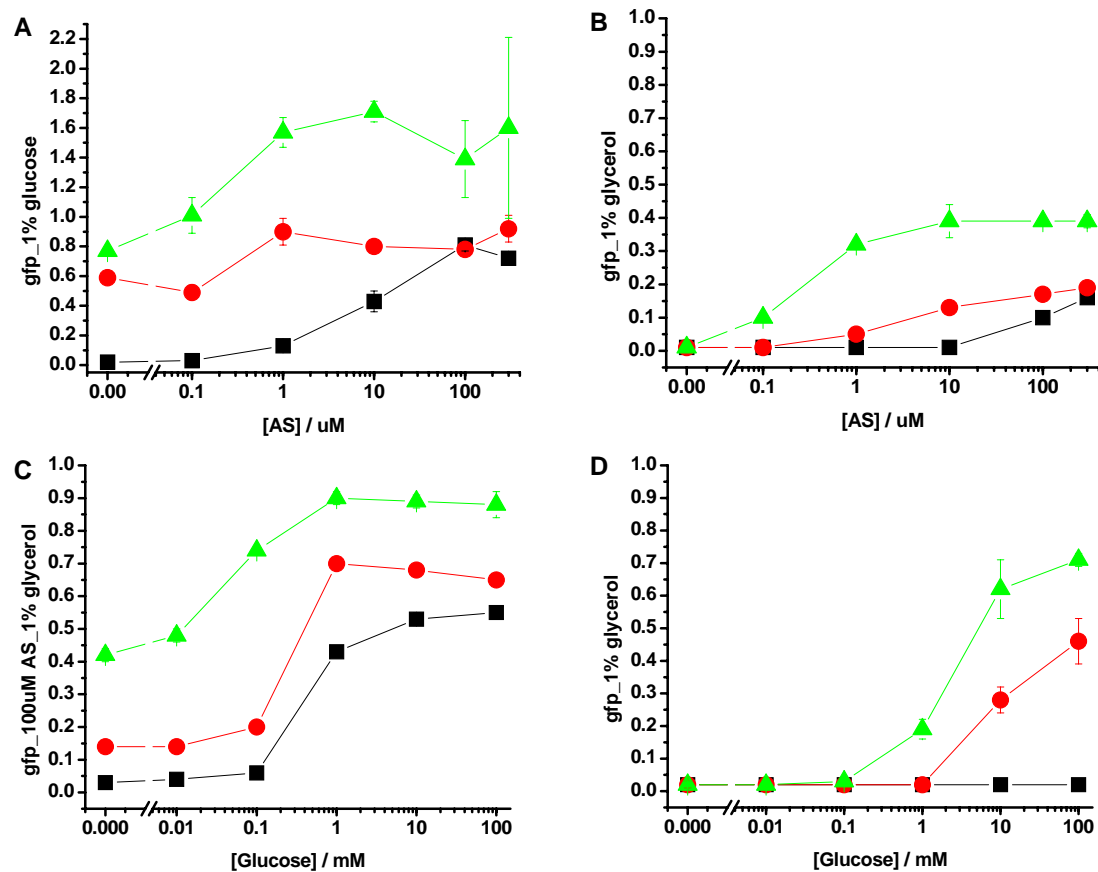 A
gfp_1% glucose
2.2
2.0
1.8
1.6
1.4
1.2
1.0
0.8
0.6
0.4
0.2
0.0
0.00 0.1 1 10 100
[AS] / uM
B
gfp_1% glycerol
1.0
0.9
0.8
0.7
0.6
0.5
0.4
0.3
0.2
0.1
0.0
0.00 0.1 1 10 100
[AS] / uM
C
gfp_100uM AS_1% glycerol
1.0
0.9
0.8
0.7
0.6
0.5
0.4
0.3
0.2
0.1
0.0
0.000 0.01 0.1 1 10 100
[Glucose] / mM
D
gfp_1% glycerol
1.0
0.9
0.8
0.7
0.6
0.5
0.4
0.3
0.2
0.1
0.0
0.000 0.01 0.1 1 10 100
[Glucose] / mM